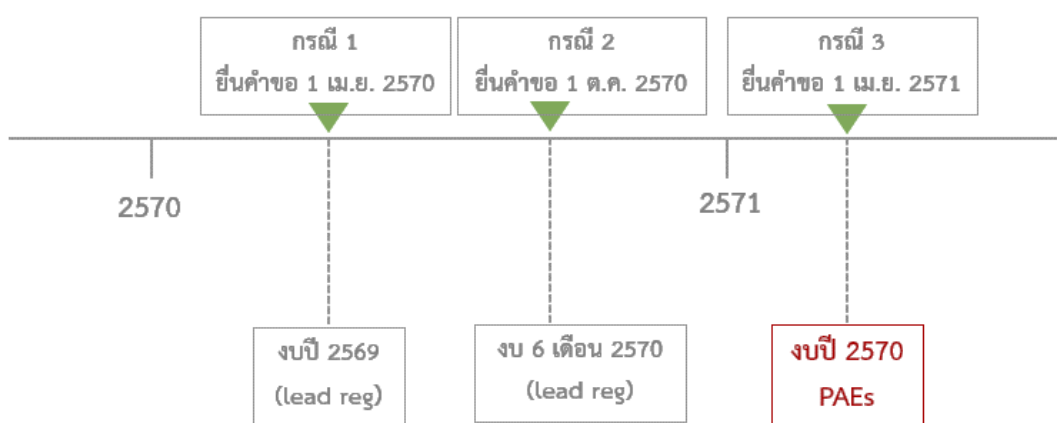 กรณี 1
ยื่นคำขอ 1 เม.ย. 2570
กรณี 2
ยื่นคำขอ 1 ต.ค. 2570
กรณี 3
ยื่นคำขอ 1 เม.ย. 2571
2570
2571
งบปี 2569
(lead reg)
งบ 6 เดือน 2570
(lead reg)
งบปี 2570
PAEs